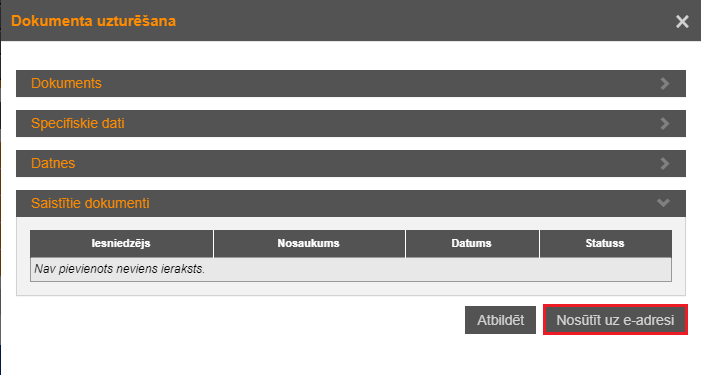 Dokumenta uzturēšana
Dokuments
Specifiskie dati
Datnes
Saistītie dokumenti
Iesniedzējs Nosaukums Datums Statuss
Nav pievienots neviens ieraksts.
Atbildēt Nosūtīt uz e-adresi